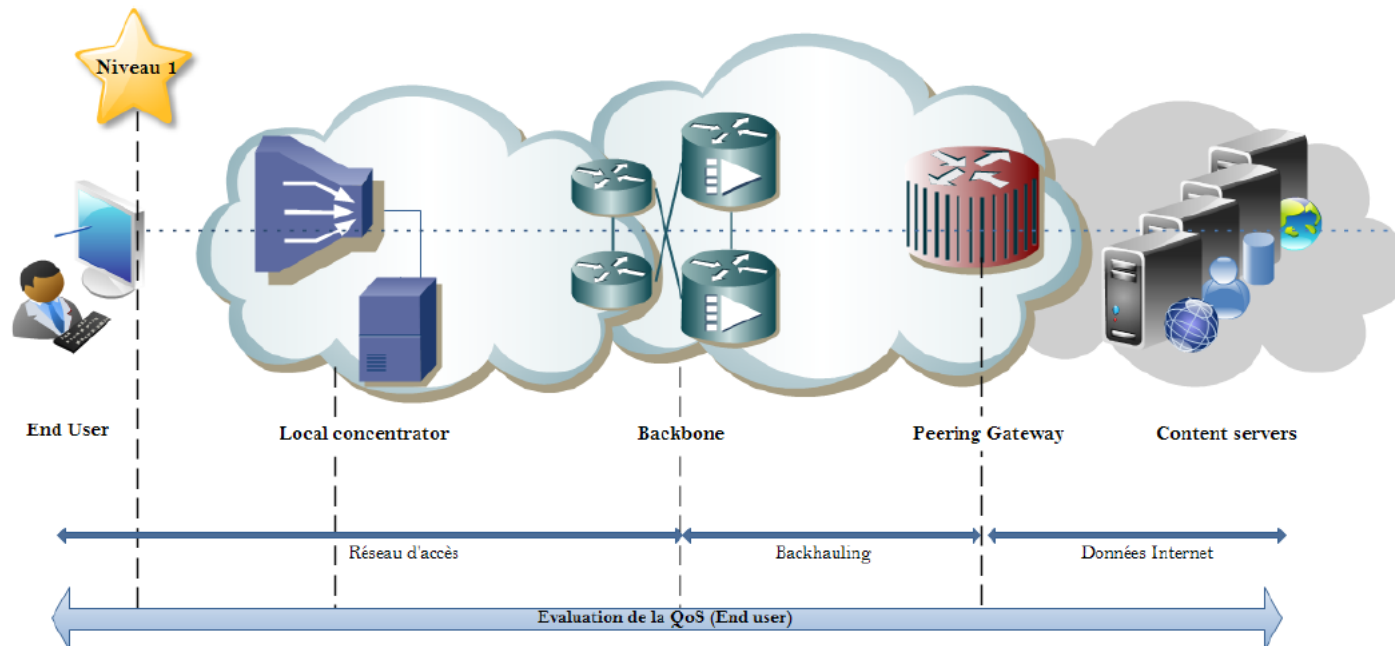 Niveau 1
End User
Local concentrator
Backbone
Peering Gateway
Content servers
Réseau d'accès
Backhauling
Données Internet
Evaluation de la QoS (End user)